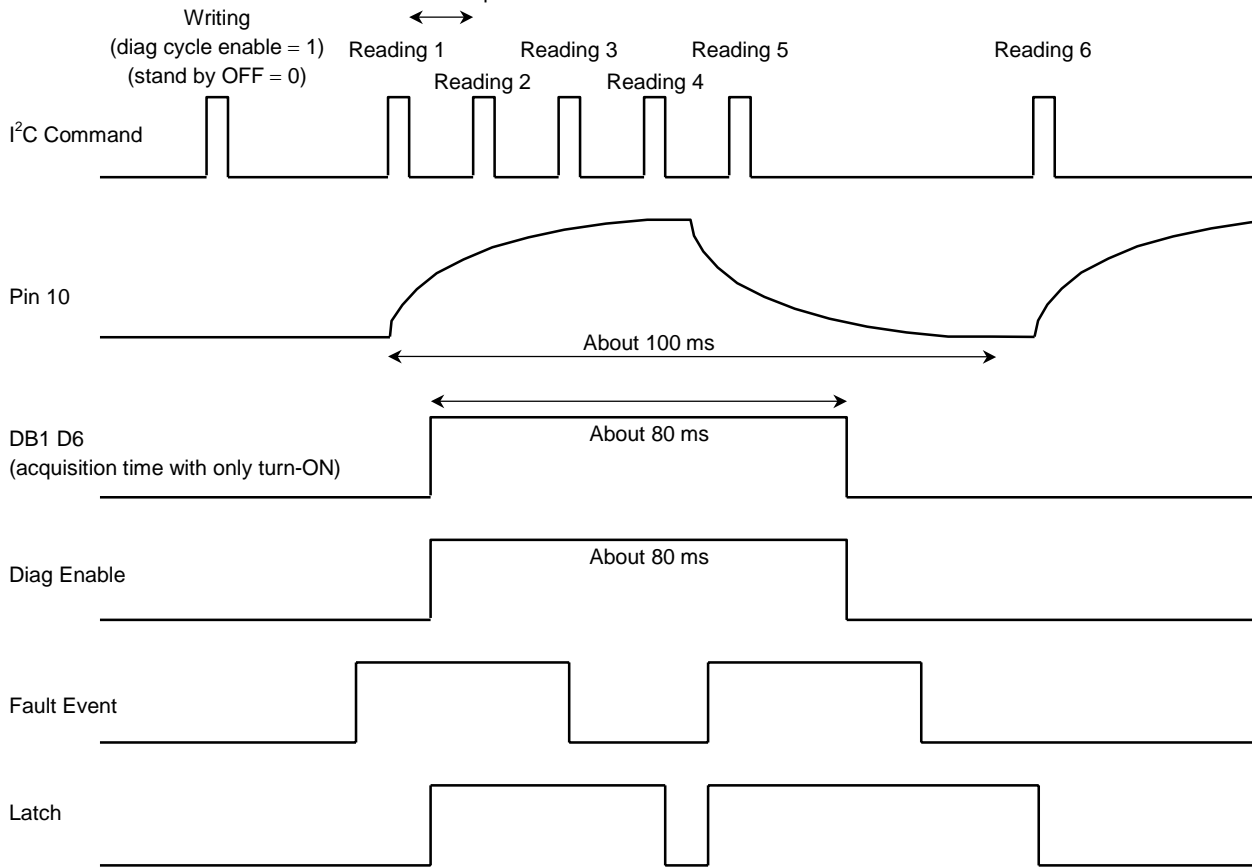 Writing
(diag cycle enable = 1)
(stand by OFF = 0)
Reading 1
Reading 2
Reading 3
Reading 4
Reading 5
Reading 6
I²C Command
Pin 10
About 100 ms
DB1 D6
(acquisition time with only turn-ON)
About 80 ms
Diag Enable
About 80 ms
Fault Event
Latch